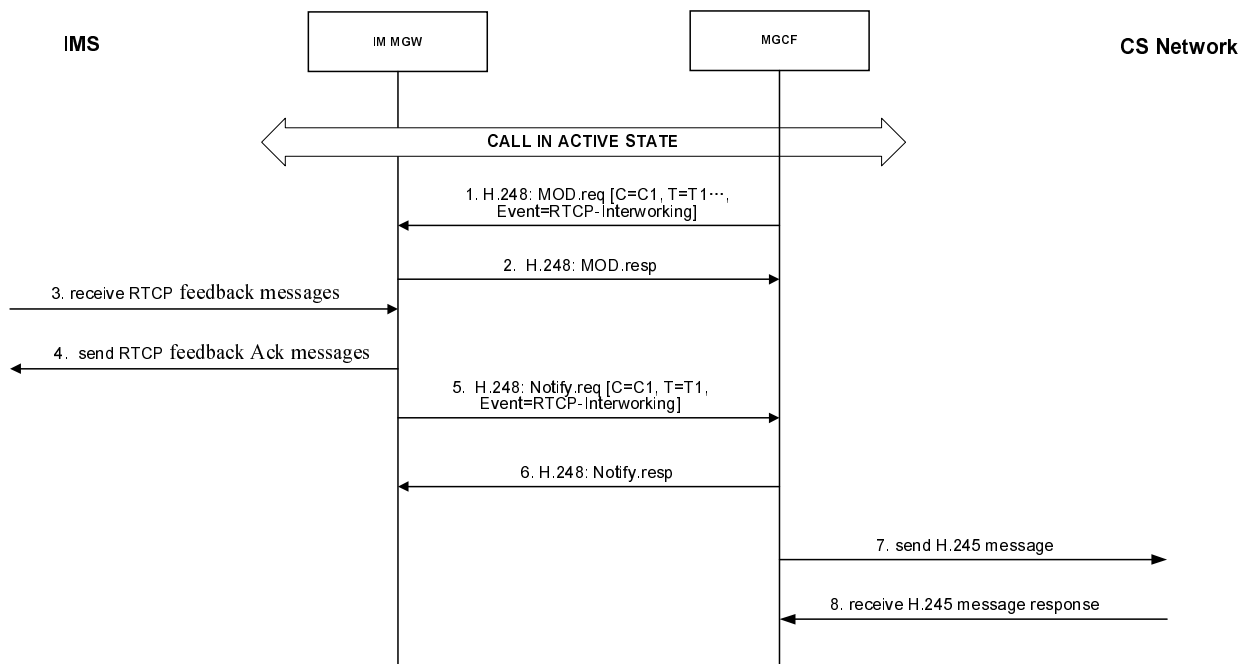 IMS
IM MGW
MGCF
CS Network
CALL IN ACTIVE STATE
1. H.248: MOD.req [C=C1, T=T1…,
Event=RTCP-Interworking]
2. H.248: MOD.resp
3. receive RTCP feedback messages
4. send RTCP feedback Ack messages
5. H.248: Notify.req [C=C1, T=T1,
Event=RTCP-Interworking]
6. H.248: Notify.resp
7. send H.245 message
8. receive H.245 message response